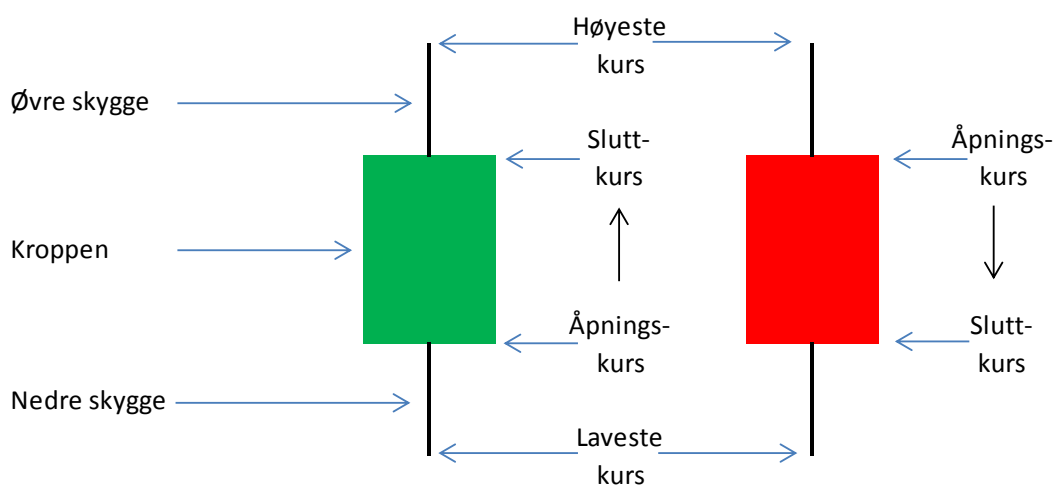 Høyeste
kurs
Øvre skygge
Slutt-
kurs
Åpnings-
kurs
Kroppen
Åpnings-
kurs
Slutt-
kurs
Nedre skygge
Laveste
kurs